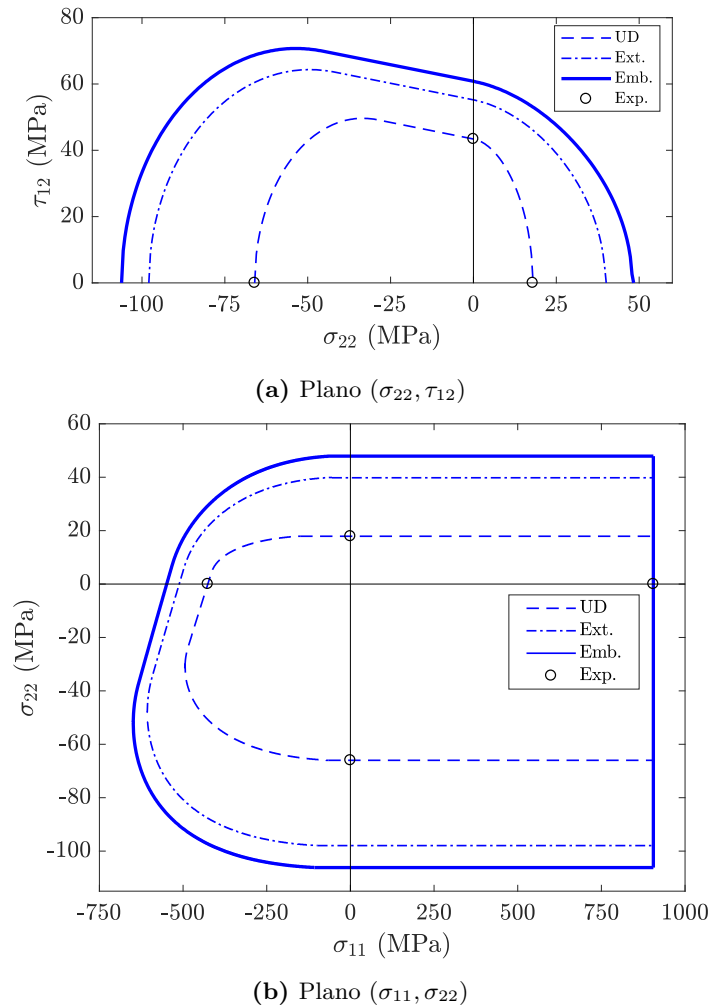 80
60
40
20
0
τ12 (MPa)
UD
Ext.
Emb.
Exp.
-100 -75 -50 -25 0 25 50
σ22 (MPa)
(a) Plano (σ22, τ12)
60
40
20
0
-20
-40
-60
-80
-100
σ22 (MPa)
UD
Ext.
Emb.
Exp.
-750 -500 -250 0 250 500 750 1000
σ11 (MPa)
(b) Plano (σ11, σ22)